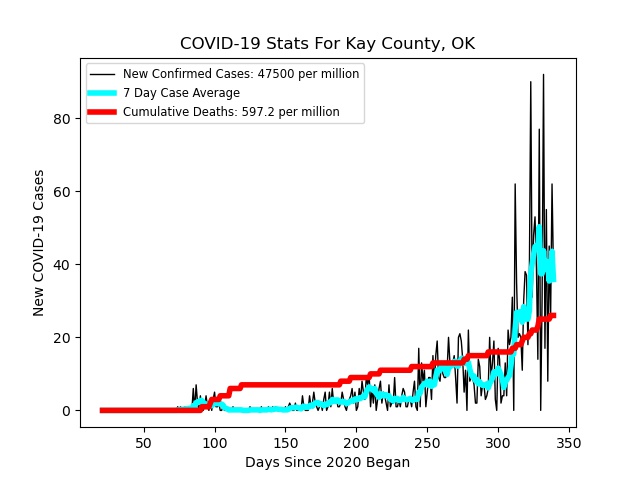 COVID-19 Stats For Kay County, OK
New Confirmed Cases: 47500 per million
7 Day Case Average
Cumulative Deaths: 597.2 per million
New COVID-19 Cases
80
60
40
20
0
50 100 150 200 250 300 350
Days Since 2020 Began